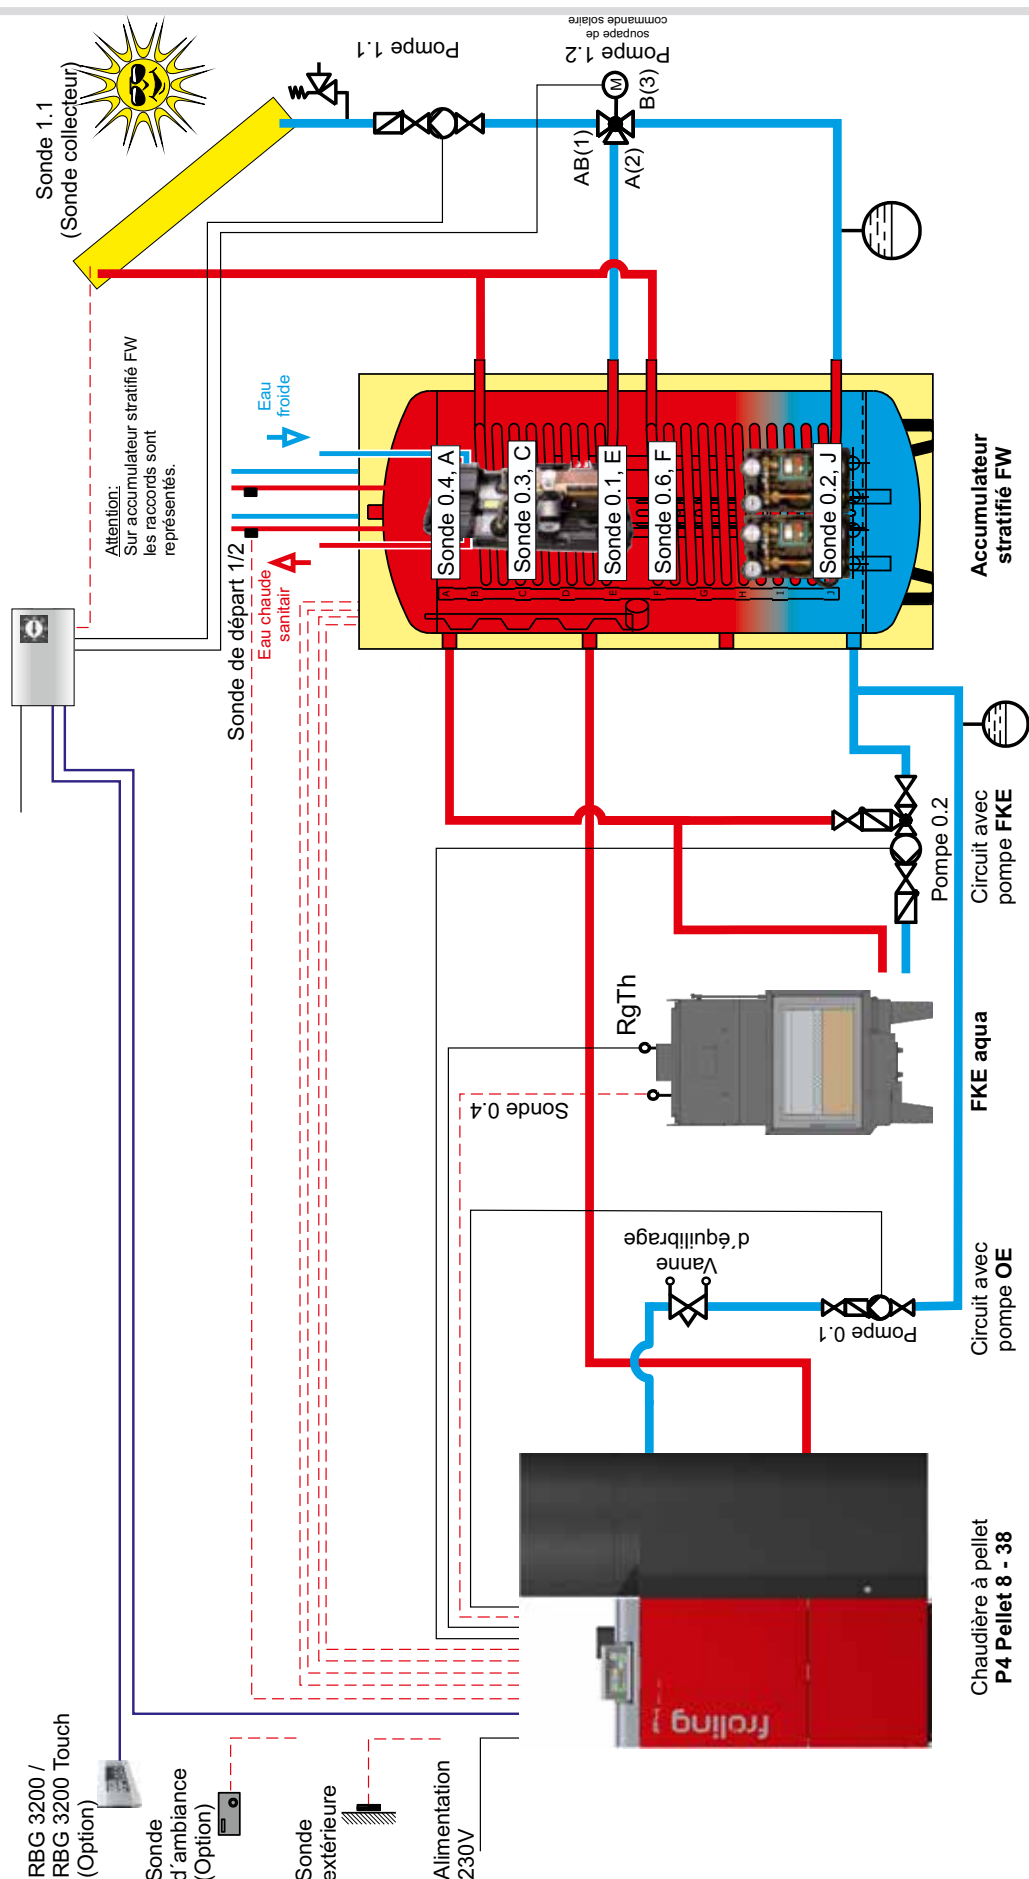 RBG 3200 /
RBG 3200 Touch
(Option)
Sonde
d´ambiance
(Option)
Sonde
extérieure
Alimentation
230V
Sonde 1.1
(Sonde collecteur)
Pompe 1.1
Pompe 1.2
soupape de
commande solaire
M
B(3)
AB(1)
A(2)
Attention:
Sur accumulateur stratifié FW
les raccords sont
représentés.
Eau
froide
Eau chaude
sanitair
Sonde de départ 1/2
Sonde 0.4, A
Sonde 0.3, C
Sonde 0.1, E
Sonde 0.6, F
Sonde 0.2, J
A
B
C
D
E
F
G
H
I
J
Accumulateur
stratifié FW
Pompe 0.2
Circuit avec
pompe FKE
RgTh
Sonde 0.4
FKE aqua
Vanne
d´équilibrage
Pompe 0.1
Circuit avec
pompe OE
froling
Chaudière à pellet
P4 Pellet 8 - 38